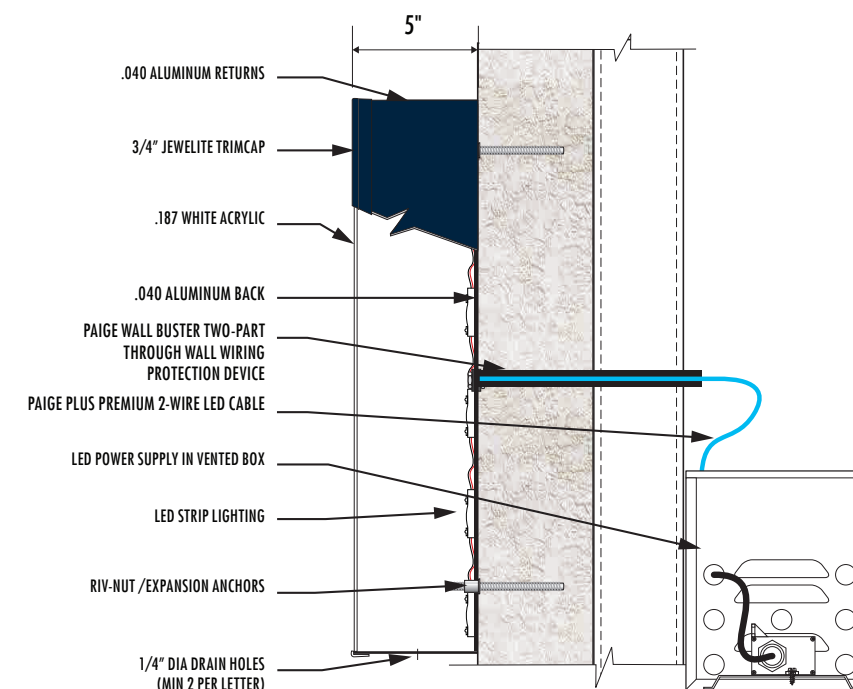 5"
.040 ALUMINUM RETURNS
3/4" JEWELITE TRIMCAP
.187 WHITE ACRYLIC
.040 ALUMINUM BACK
PAIGE WALL BUSTER TWO-PART
THROUGH WALL WIRING
PROTECTION DEVICE
PAIGE PLUS PREMIUM 2-WIRE LED CABLE
LED POWER SUPPLY IN VENTED BOX
LED STRIP LIGHTING
RIV-NUT /EXPANSION ANCHORS
1/4" DIA DRAIN HOLES
(MIN 2 PER LETTER)